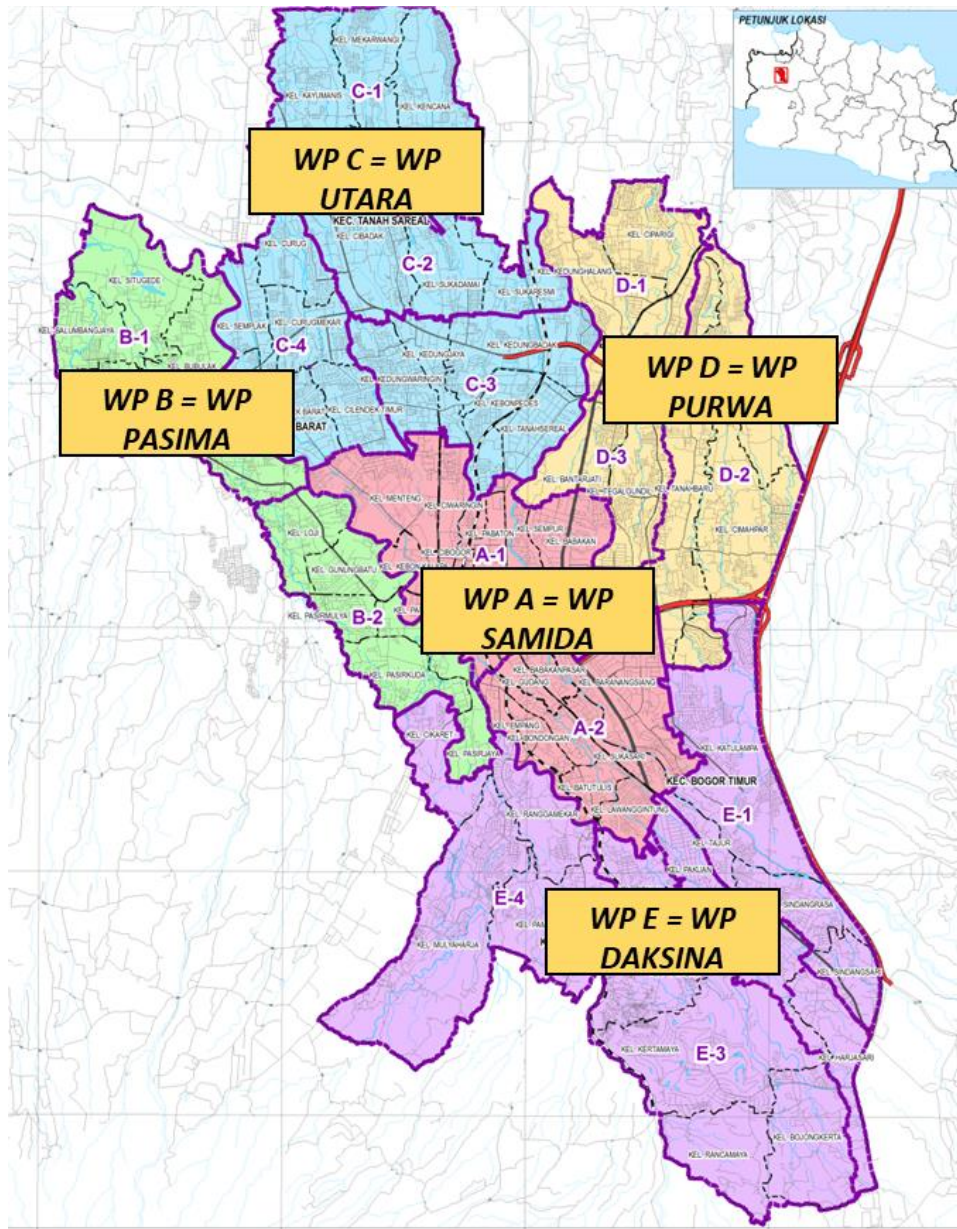 PETUNJUK LOKASI
KEL. MEKARWANGI
C-1
KEL. KAYUMANIS
KEL. KENCANA
WP C = WP
UTARA
KEC. TANAH SAREAL
KEL. CURUG
KEL. CIBADAK
C-2
KEL. SUKADAMAI
KEL. SUKARESMI
KEL. CIPARIGI
KEL. KEDUNGHALANG
D-1
KEL. SITUGEDE
KEL. BALUMBANGJAYA
B-1
KEL. BUBULAK
KEL. SEMPLAK
KEL. CURUGMEKAR
C-4
KEL. KEDUNGBADAK
KEL. KEDUNGJAYA
KEL. KEDUNGWARINGIN
C-3
KEL. KEBONPEDES
KEL. TANAHSEREAL
WP B = WP
PASIMA
BARAT
KEL. CILENDEK TIMUR
BARAT
WP D = WP
PURWA
D-3
D-2
KEL. BANTARJATI
KEL. TEGALGUNDIL
KEL. TANAHBARU
KEL. CIMAHPAR
KEL. MENTENG
KEL. CIWARINGIN
KEL. PABATON
KEL. SEMPUR
KEL. BABAKAN
KEL. CIBOGOR
A-1
KEL. LOJI
KEL. GUNUNGBATU
KEL. PASIRMULYA
B-2
KEL. PASIRKUDA
KEL. PASIRJAYA
WP A = WP
SAMIDA
KEL. BABAKANPASAR
KEL. GUDANG
KEL. BARANANGSIANG
KEL. EMPANG
KEL. BONDONGAN
A-2
KEL. SUKASARI
KEL. BATUTULIS
KEL. LAWANGGINTUNG
KEL. CIKARET
KEL. RANGGAMEKAR
KEL. KATULAMPA
KEC. BOGOR TIMUR
E-1
KEL. TAJUR
KEL. PAKUAN
SINDANGRASA
KEL. SINDANGSARI
E-4
KEL. MULYAHARJA
WP E = WP
DAKSINA
KEL. KERTAMAYA
E-3
KEL. HARJASARI
KEL. BOJONGKERTA
KEL. RANCAMAYA